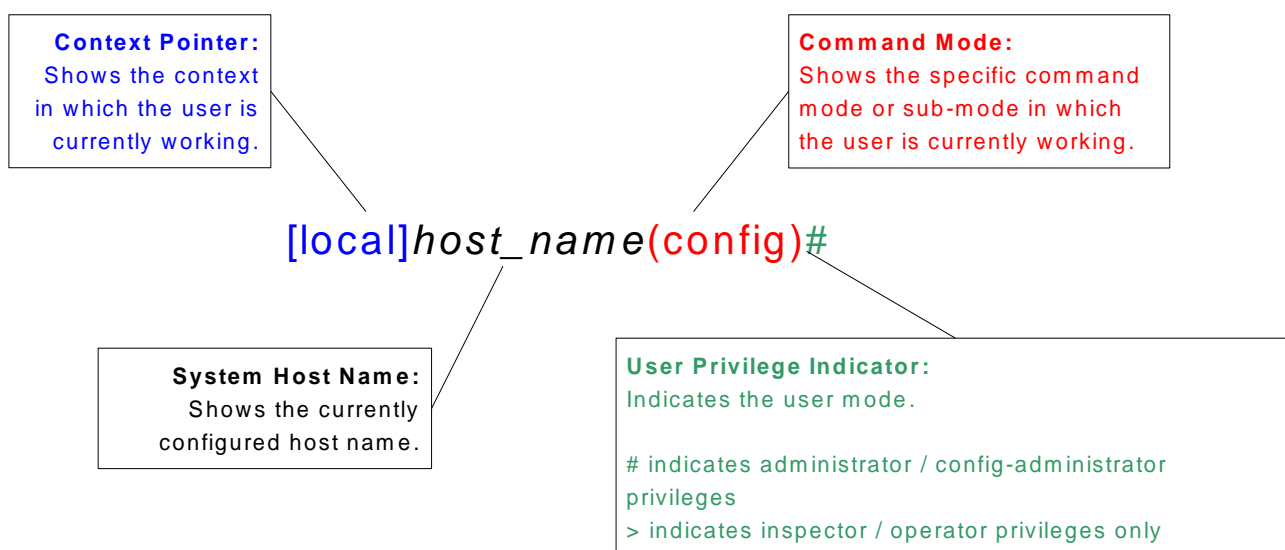 Context Pointer:
Shows the context
in which the user is
currently working.
Command Mode:
Shows the specific command
mode or sub-mode in which
the user is currently working.
[local]host_name(config)#
System Host Name:
Shows the currently
configured host name.
User Privilege Indicator:
Indicates the user mode.
# indicates administrator / config-administrator
privileges
> indicates inspector / operator privileges only